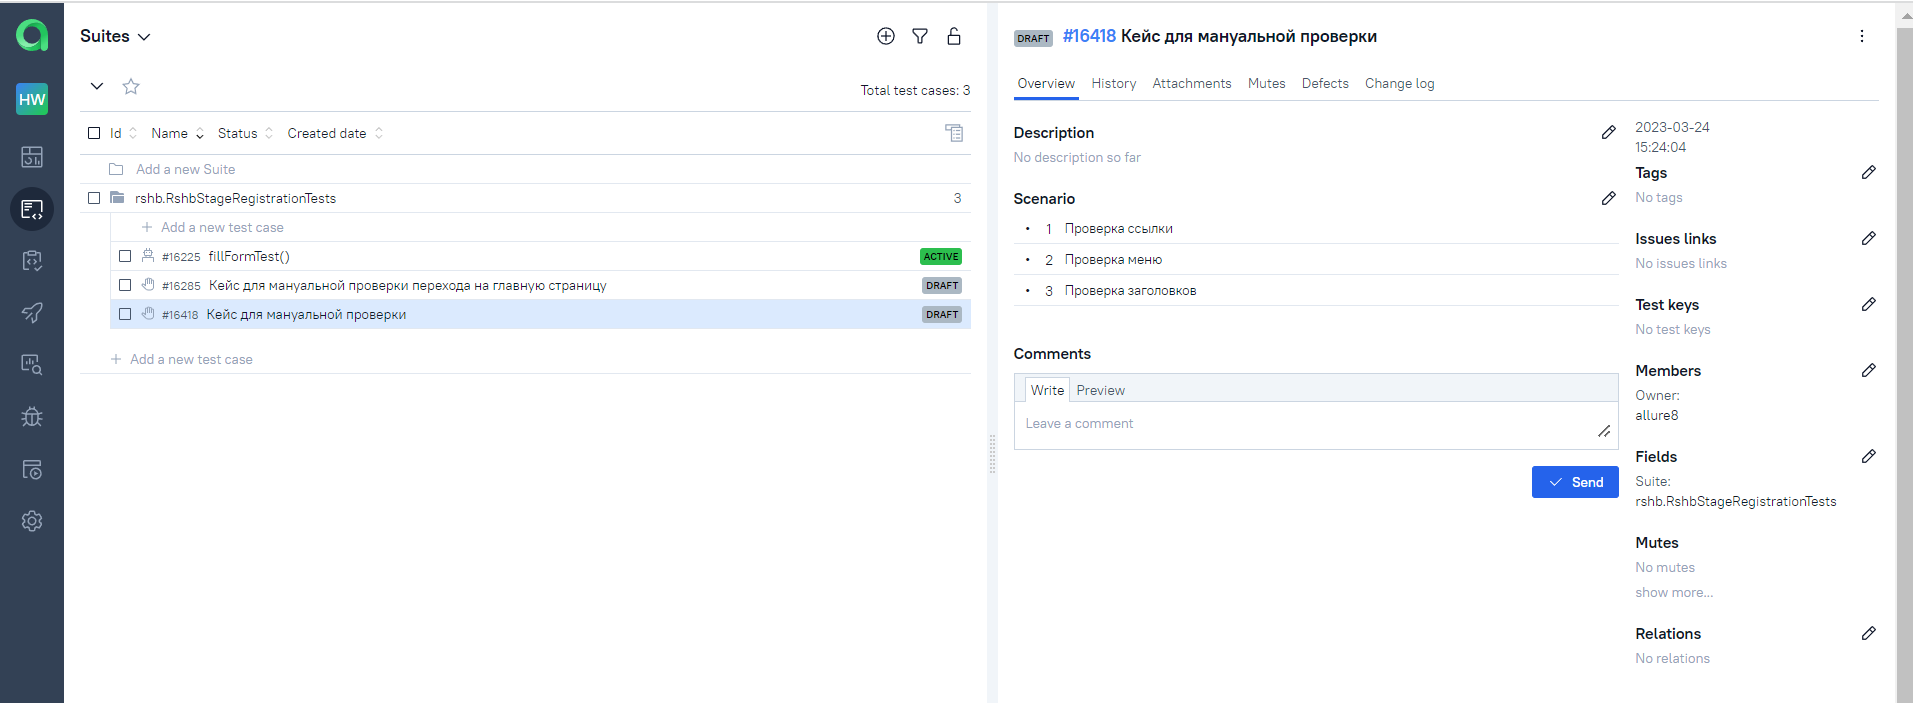 HW
Suites
Total test cases: 3
Id Name Status Created date
Add a new Suite
rshb.RshbStageRegistrationTests 3
Add a new test case
#16225 fillFormTest() ACTIVE
#16285 Кейс для мануальной проверки перехода на главную страницу DRAFT
#16418 Кейс для мануальной проверки DRAFT
Add a new test case
DRAFT #16418 Кейс для мануальной проверки
Overview History Attachments Mutes Defects Change log
Description
No description so far
Scenario
1 Проверка ссылки
2 Проверка меню
3 Проверка заголовков
Comments
Write Preview
Leave a comment
Send
2023-03-24
15:24:04
Tags
No tags
Issues links
No issues links
Test keys
No test keys
Members
Owner:
allure8
Fields
Suite:
rshb.RshbStageRegistrationTests
Mutes
No mutes
show more...
Relations
No relations